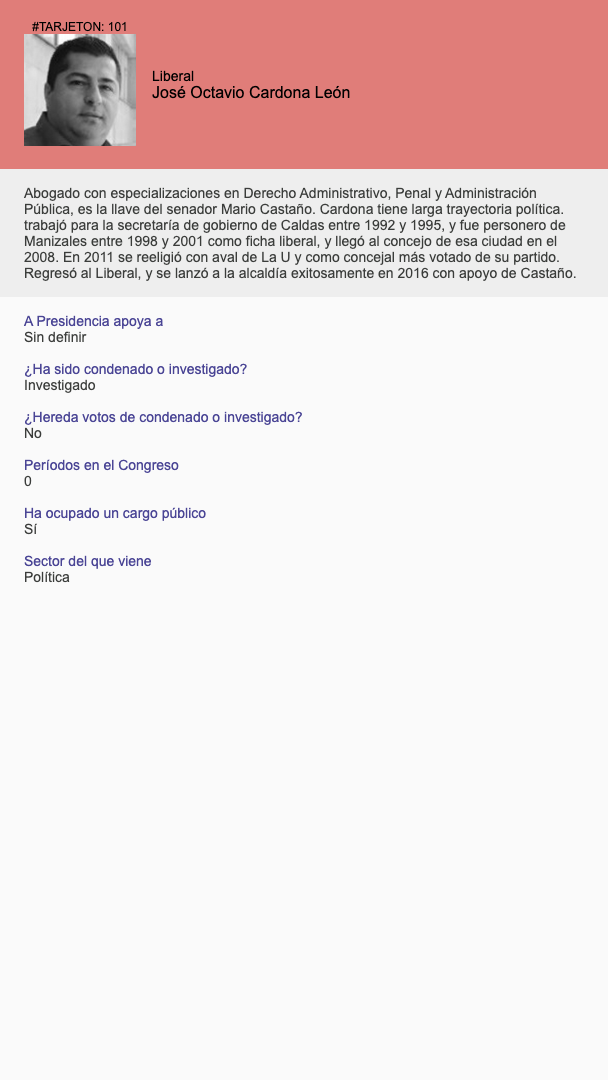 #TARJETON: 101
Liberal
José Octavio Cardona León
Abogado con especializaciones en Derecho Administrativo, Penal y Administración
Pública, es la llave del senador Mario Castaño. Cardona tiene larga trayectoria política.
trabajó para la secretaría de gobierno de Caldas entre 1992 y 1995, y fue personero de
Manizales entre 1998 y 2001 como ficha liberal, y llegó al concejo de esa ciudad en el
2008. En 2011 se reeligió con aval de La U y como concejal más votado de su partido.
Regresó al Liberal, y se lanzó a la alcaldía exitosamente en 2016 con apoyo de Castaño.
A Presidencia apoya a
Sin definir
¿Ha sido condenado o investigado?
Investigado
¿Hereda votos de condenado o investigado?
No
Períodos en el Congreso
0
Ha ocupado un cargo público
Sí
Sector del que viene
Política